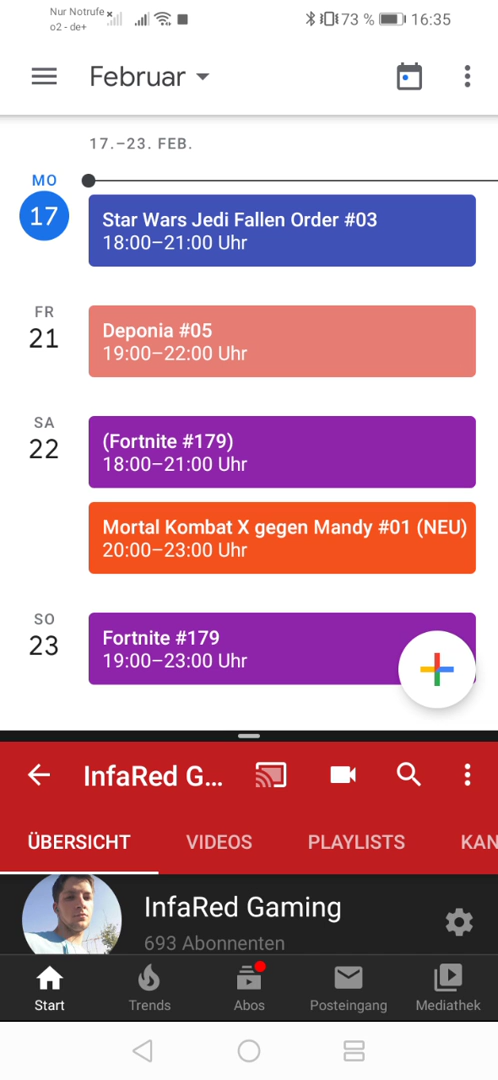 Nur Notrufe
o2 - de+
73 %
16:35
Februar
17.–23. FEB.
MO
17
Star Wars Jedi Fallen Order #03
18:00–21:00 Uhr
FR
21
Deponia #05
19:00–22:00 Uhr
SA
22
(Fortnite #179)
18:00–21:00 Uhr
Mortal Kombat X gegen Mandy #01 (NEU)
20:00–23:00 Uhr
SO
23
Fortnite #179
19:00–23:00 Uhr
InfaRed G...
ÜBERSICHT VIDEOS PLAYLISTS KAN
InfaRed Gaming
693 Abonnenten
Start Trends Abos Posteingang Mediathek